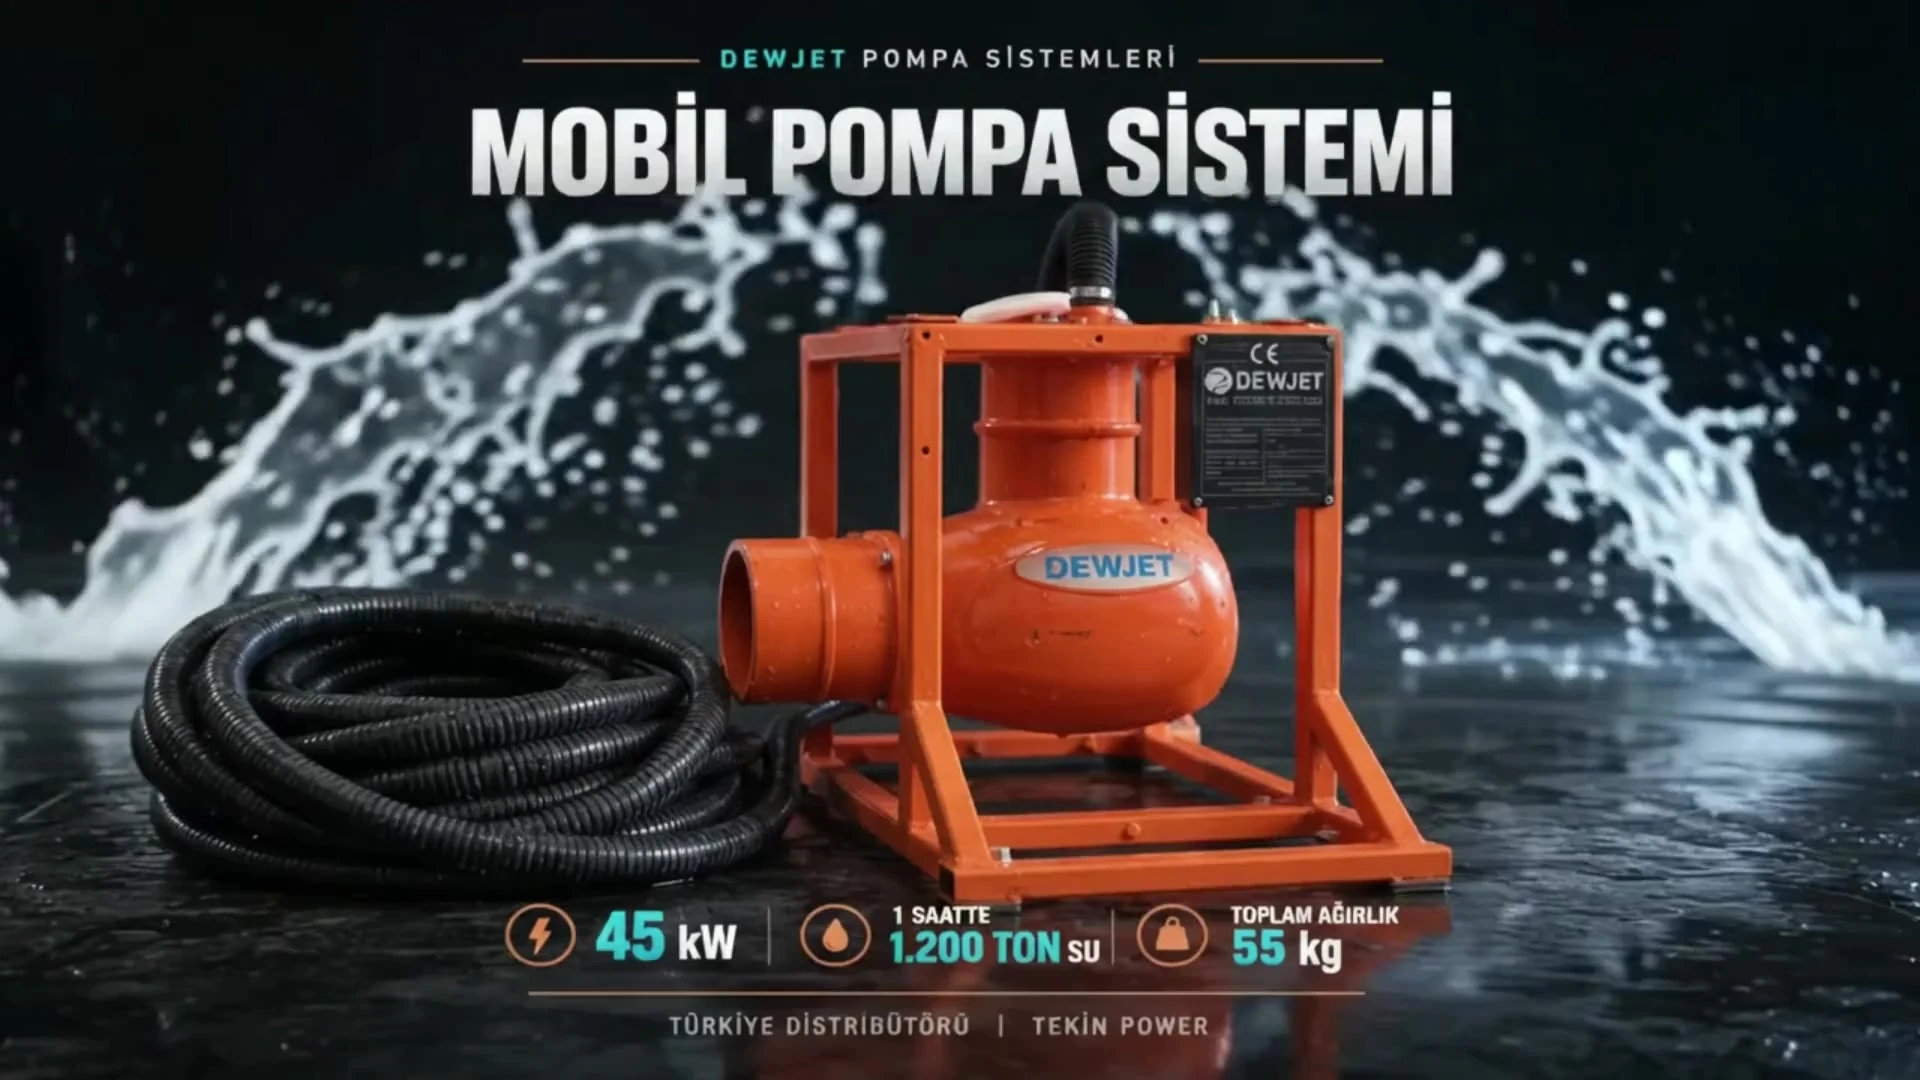 DEWJET POMPA SİSTEMLERİ
MOBİL POMPA SİSTEMİ
CE
DEWJET
DEWJET
45 kW
1 SAATTE
1.200 TON SU
TOPLAM AĞIRLIK
55 kg
TÜRKİYE DİSTRİBÜTÖRÜ | TEKİN POWER